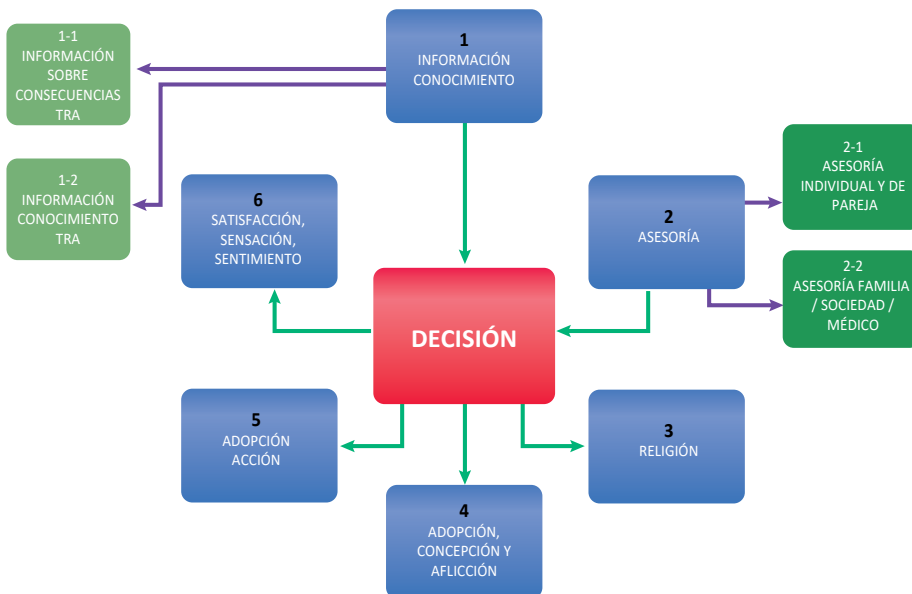 1-1
INFORMACIÓN
SOBRE
CONSECUENCIAS
TRA
1
INFORMACIÓN
CONOCIMIENTO
1-2
INFORMACIÓN
CONOCIMIENTO
TRA
6
SATISFACCIÓN,
SENSACIÓN,
SENTIMIENTO
2
ASESORÍA
2-1
ASESORÍA
INDIVIDUAL Y DE
PAREJA
2-2
ASESORÍA FAMILIA
/ SOCIEDAD /
MÉDICO
DECISIÓN
5
ADOPCIÓN
ACCIÓN
4
ADOPCIÓN,
CONCEPCIÓN Y
AFLICCIÓN
3
RELIGIÓN